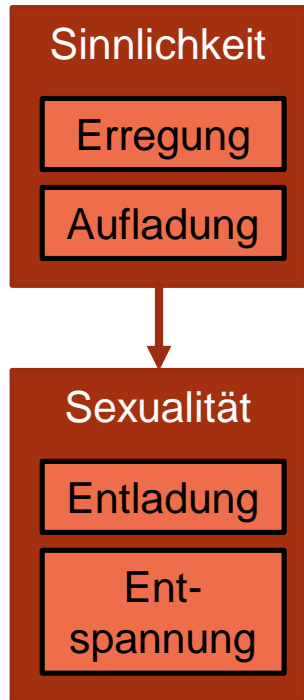 Sinnlichkeit
Erregung
Aufladung
Sexualität
Entladung
Ent-
spannung